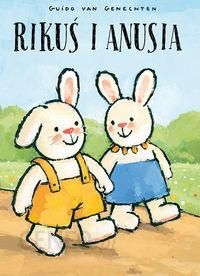 GUIDO VAN GENECHTEN
RIKUŚ I ANUSIA